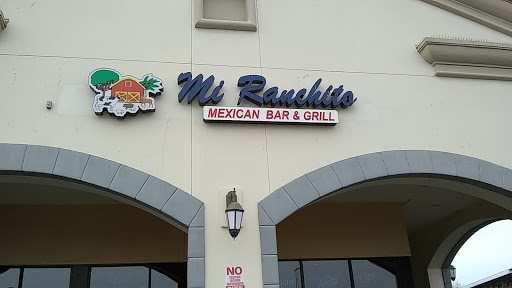 Mi Ranchito
MEXICAN BAR & GRILL
NO